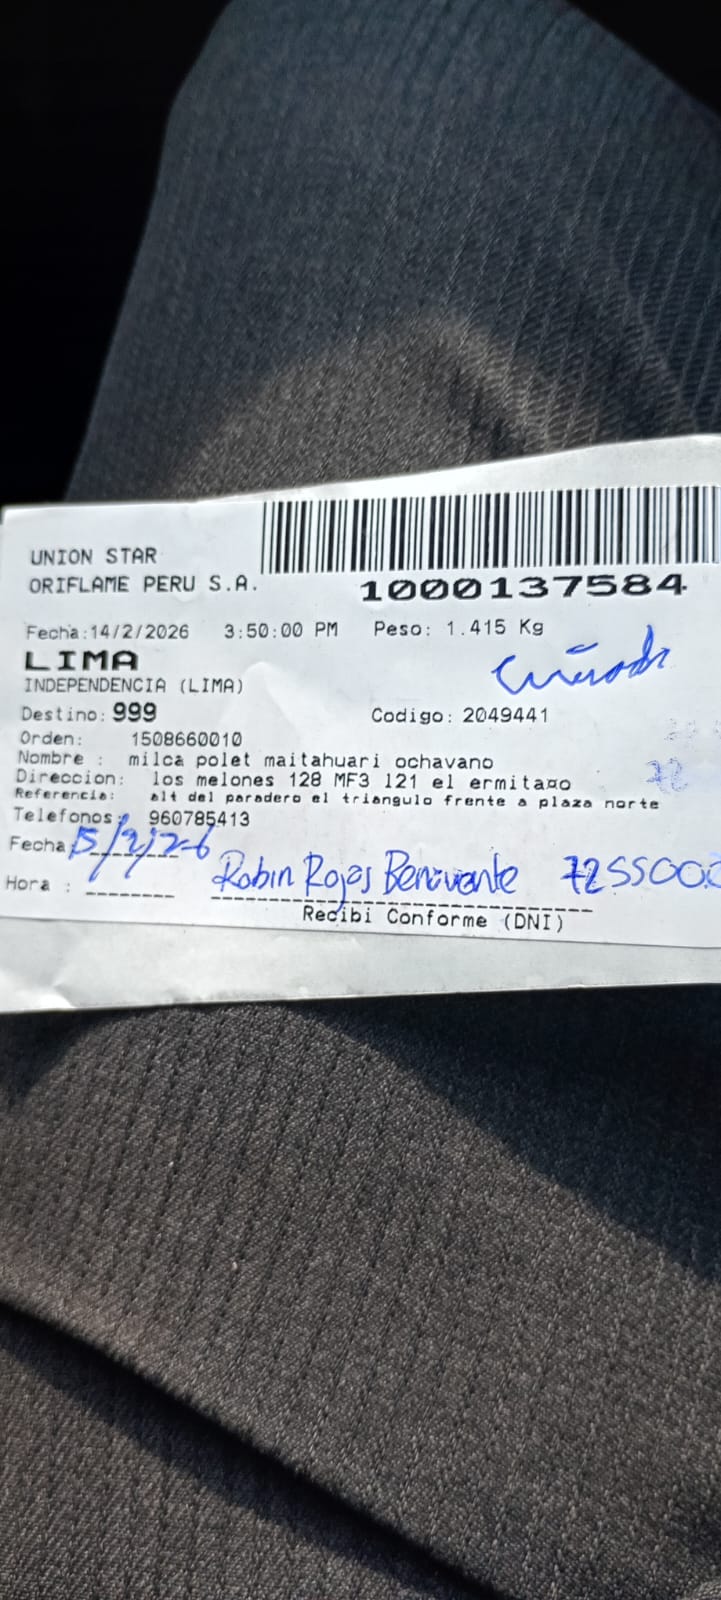 UNION STAR
ORIFLAME PERU S.A.
1000137584
Fecha:14/2/2026 3:50:00 PM Peso: 1.415 Kg
LIMA
INDEPENDENCIA (LIMA)
Destino: 999 Codigo: 2049441
Orden: 1508660010
Nombre : milca polet maitahuari ochavano
Direccion: los melones 128 MF3 l21 el ermita¤o
Referencia: alt del paradero el triangulo frente a plaza norte
Telefonos: 960785413
Fecha 15/2/26
Hora : Robin Rojas Benavente
Recibi Conforme (DNI)